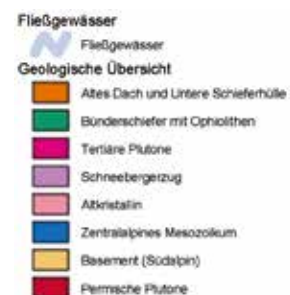 Fließgewässer
Fließgewässer
Geologische Übersicht
Altes Dach und Untere Schieferhülle
Bünderschiefer mit Ophiolithen
Tertiäre Plutone
Schneebergerzug
Altkristallin
Zentralalpines Mesozoikum
Basement (Südalpin)
Permische Plutone